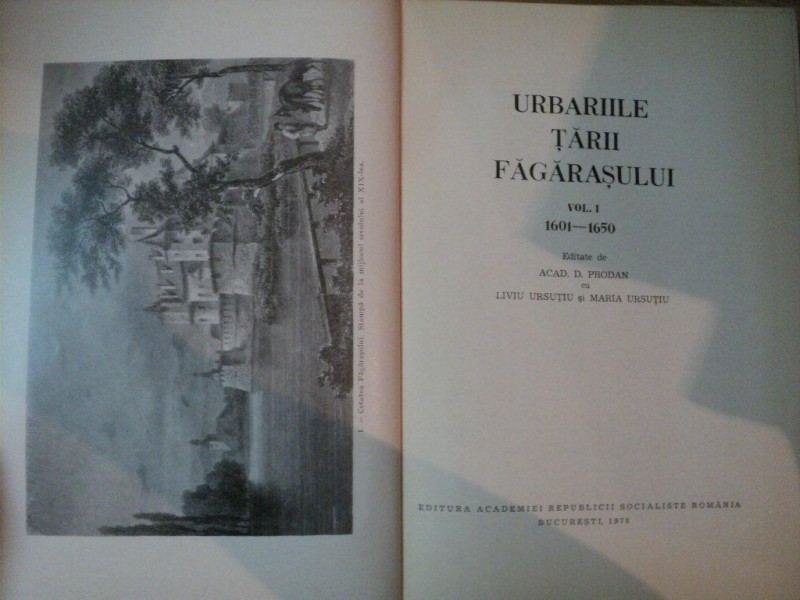 1 — Cetatea Făgărașului. Stampă de la mijlocul secolului al XIX-lea.
URBARIILE
ȚĂRII
FĂGĂRAȘULUI
VOL. I
1601—1650
Editate de
ACAD. D. PRODAN
cu
LIVIU URSUȚIU și MARIA URSUȚIU
EDITURA ACADEMIEI REPUBLICII SOCIALISTE ROMÂNIA
BUCUREȘTI, 1970